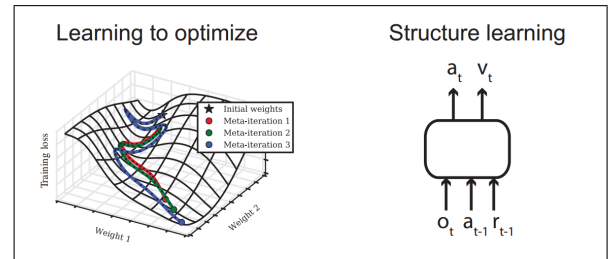 Learning to optimize
Structure learning
Initial weights
Meta-iteration 1
Meta-iteration 2
Meta-iteration 3
Training loss
Weight 1
Weight 2
a_t v_t
o_t a_t-1 r_t-1